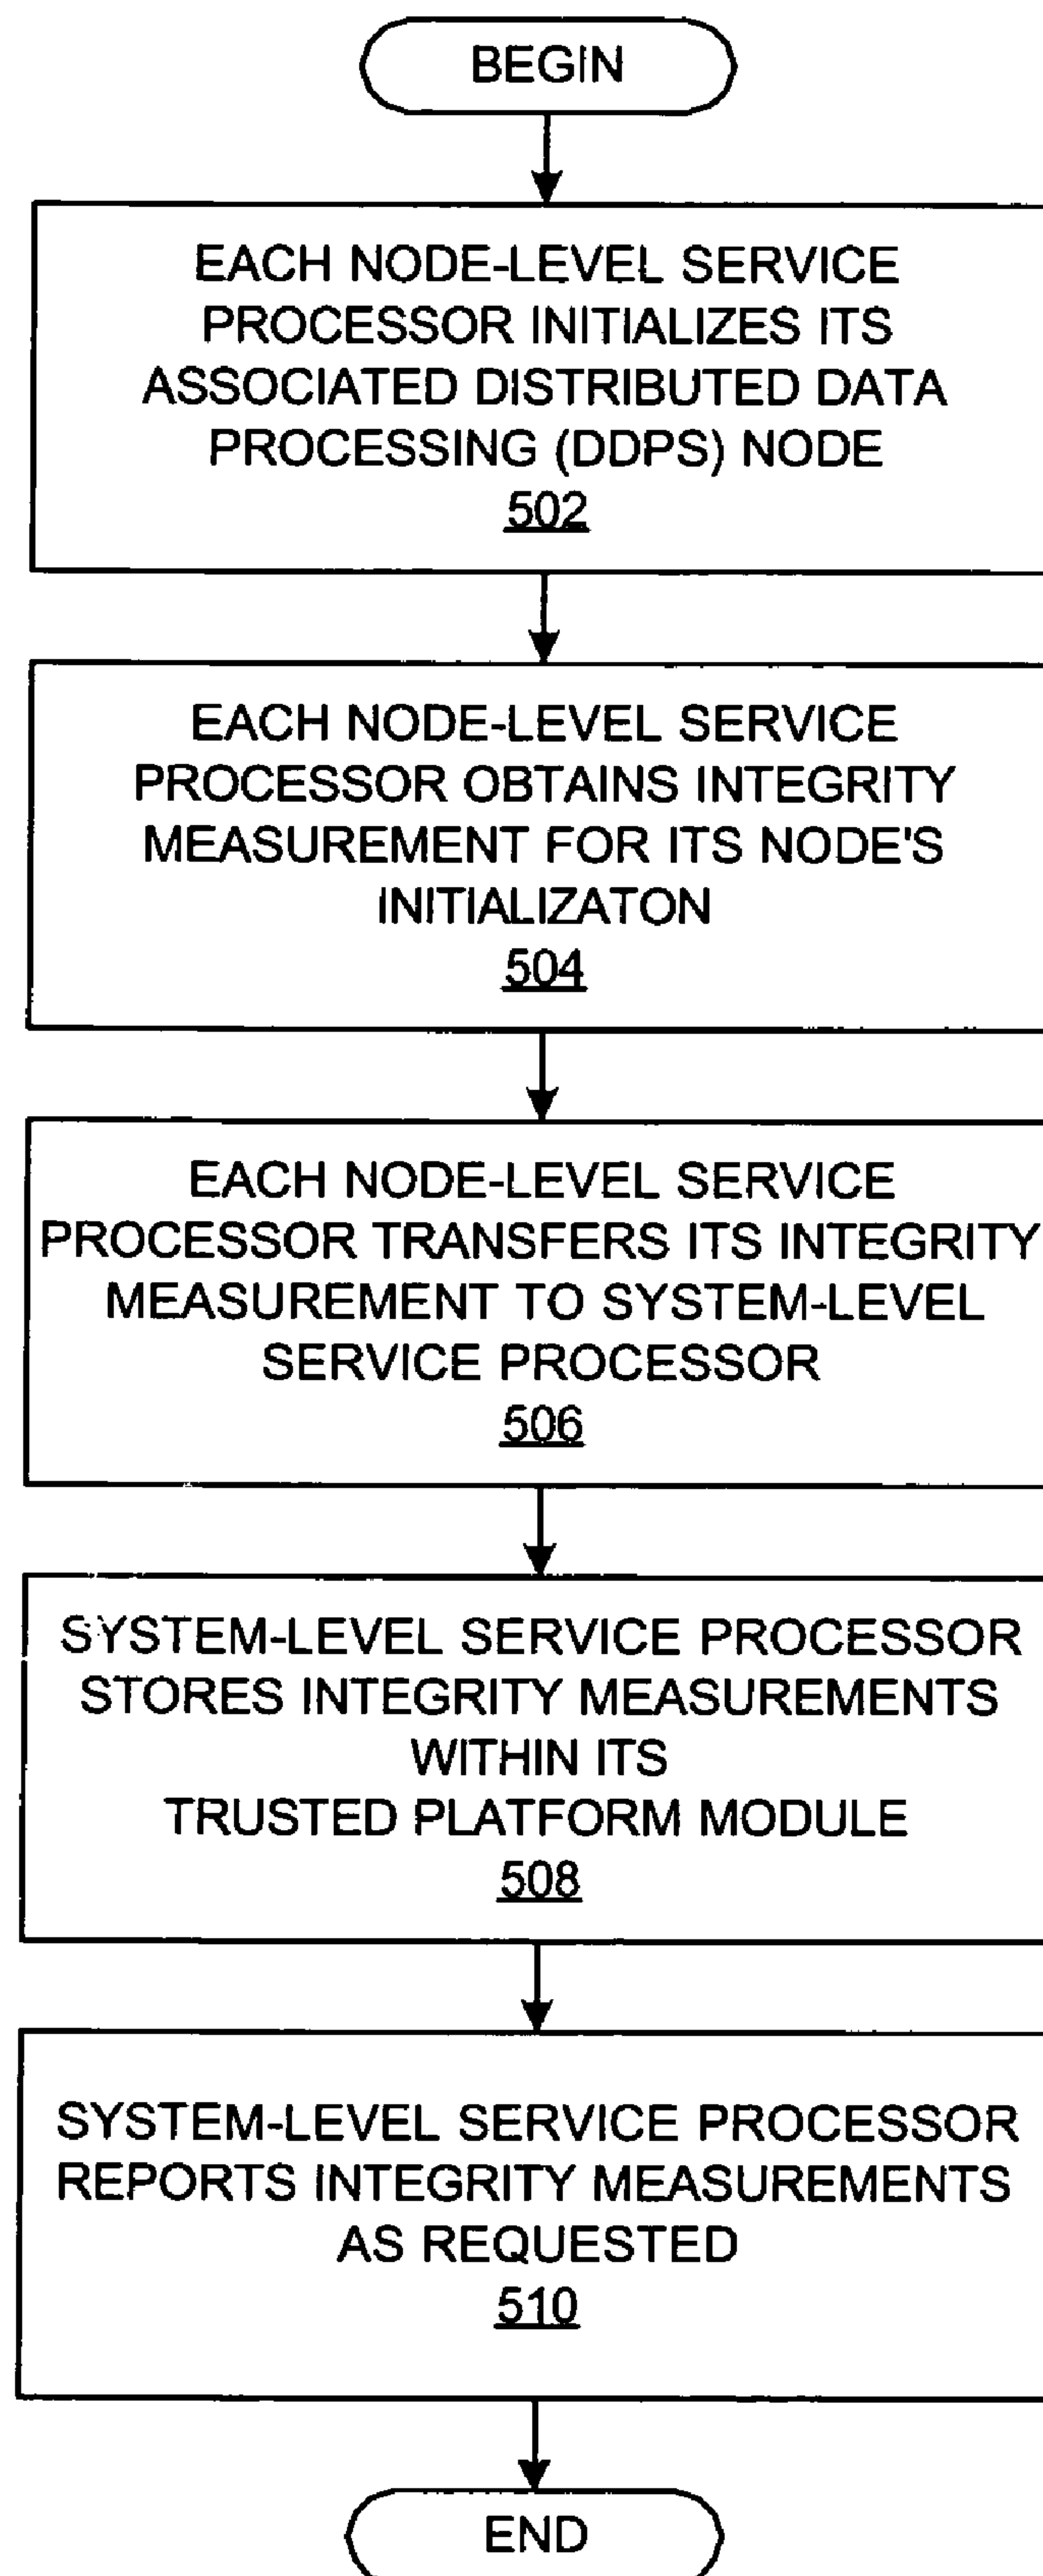 BEGIN
EACH NODE-LEVEL SERVICE
PROCESSOR INITIALIZES ITS
ASSOCIATED DISTRIBUTED DATA
PROCESSING (DDPS) NODE
502
EACH NODE-LEVEL SERVICE
PROCESSOR OBTAINS INTEGRITY
MEASUREMENT FOR ITS NODE'S
INITIALIZATON
504
EACH NODE-LEVEL SERVICE
PROCESSOR TRANSFERS ITS INTEGRITY
MEASUREMENT TO SYSTEM-LEVEL
SERVICE PROCESSOR
506
SYSTEM-LEVEL SERVICE PROCESSOR
STORES INTEGRITY MEASUREMENTS
WITHIN ITS
TRUSTED PLATFORM MODULE
508
SYSTEM-LEVEL SERVICE PROCESSOR
REPORTS INTEGRITY MEASUREMENTS
AS REQUESTED
510
END